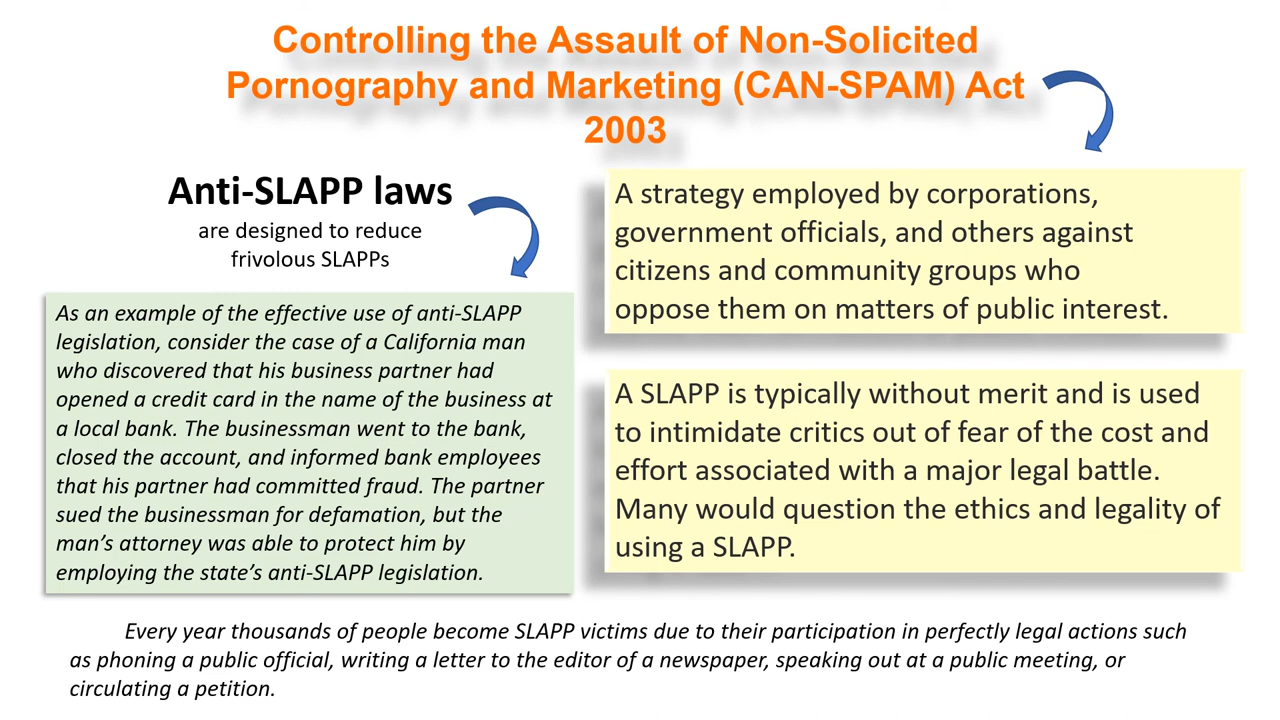 Controlling the Assault of Non-Solicited
Pornography and Marketing (CAN-SPAM) Act
2003
Anti-SLAPP laws
are designed to reduce
frivolous SLAPPs
As an example of the effective use of anti-SLAPP
legislation, consider the case of a California man
who discovered that his business partner had
opened a credit card in the name of the business at
a local bank. The businessman went to the bank,
closed the account, and informed bank employees
that his partner had committed fraud. The partner
sued the businessman for defamation, but the
man's attorney was able to protect him by
employing the state's anti-SLAPP legislation.
A strategy employed by corporations,
government officials, and others against
citizens and community groups who
oppose them on matters of public interest.
A SLAPP is typically without merit and is used
to intimidate critics out of fear of the cost and
effort associated with a major legal battle.
Many would question the ethics and legality of
using a SLAPP.
Every year thousands of people become SLAPP victims due to their participation in perfectly legal actions such
as phoning a public official, writing a letter to the editor of a newspaper, speaking out at a public meeting, or
circulating a petition.